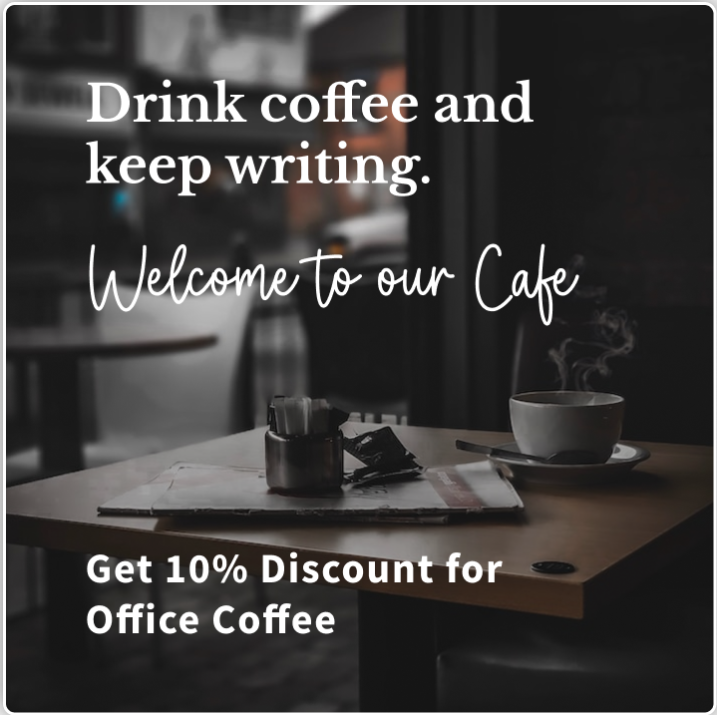 Drink coffee and
keep writing.
Welcome to our Cafe
Get 10% Discount for
Office Coffee